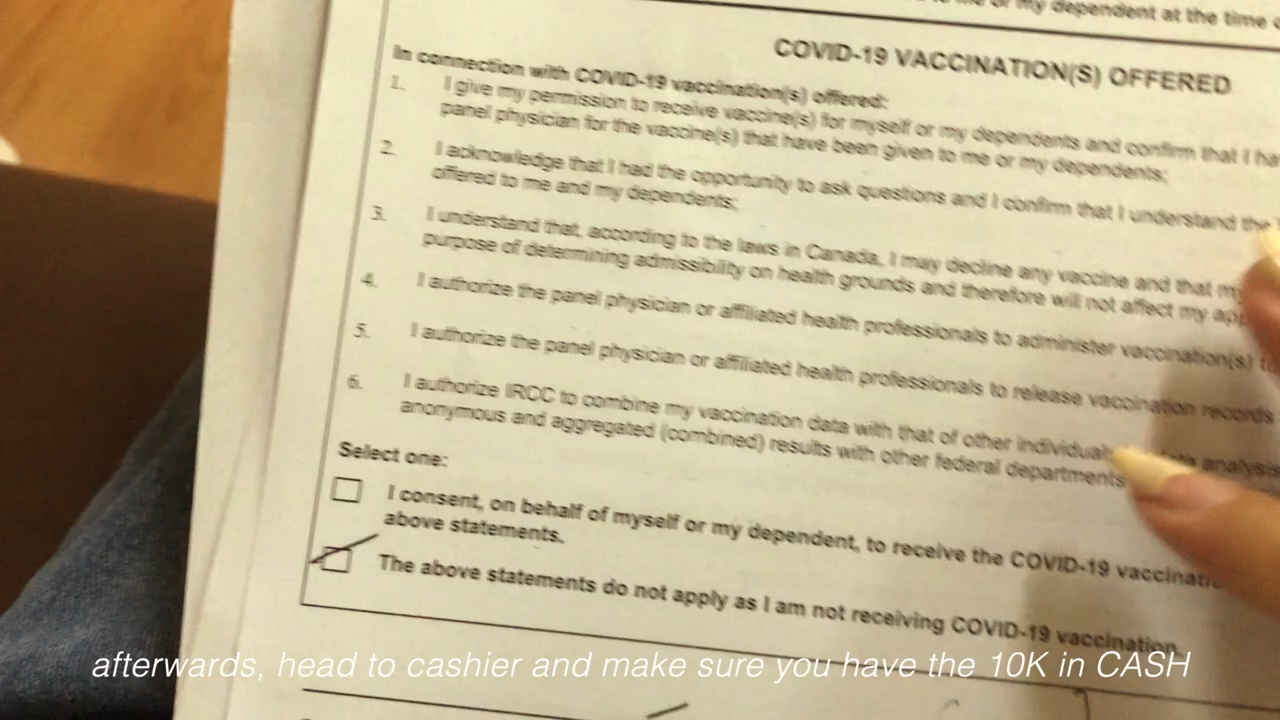 my dependent at the time
COVID-19 VACCINATION(S) OFFERED
In connection with COVID-19 vaccination(s) offered:
1. I give my permission to receive vaccine(s) for myself or my dependents and confirm that I ha
panel physician for the vaccine(s) that have been given to me or my dependents;
2. I acknowledge that I had the opportunity to ask questions and I confirm that I understand the
offered to me and my dependents;
3. I understand that, according to the laws in Canada, I may decline any vaccine and that my
purpose of determining admissibility on health grounds and therefore will not affect my app
4. I authorize the panel physician or affiliated health professionals to administer vaccination(s) to
5. I authorize the panel physician or affiliated health professionals to release vaccination records
6. I authorize IRCC to combine my vaccination data with that of other individuals analysis
anonymous and aggregated (combined) results with other federal departments
Select one:
I consent, on behalf of myself or my dependent, to receive the COVID-19 vaccinatio
above statements.
The above statements do not apply as I am not receiving COVID-19 vaccination.
afterwards, head to cashier and make sure you have the 10K in CASH